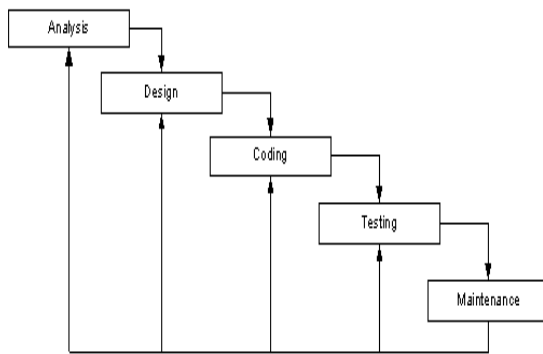 Analysis
Design
Coding
Testing
Maintenance